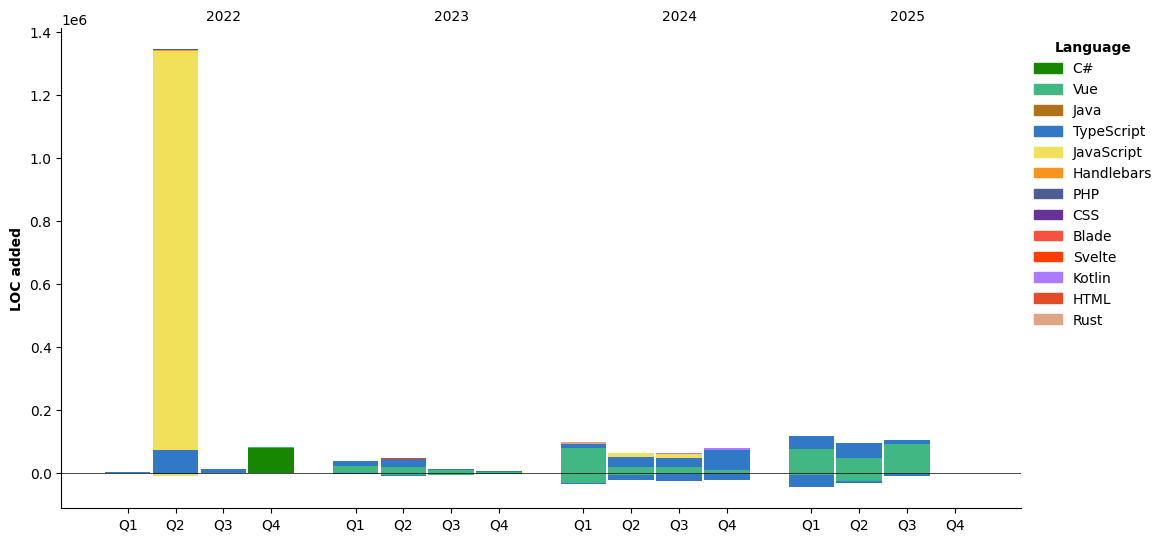 2022 2023 2024 2025
1e6
1.4
1.2
1.0
0.8
0.6
0.4
0.2
0.0
LOC added
Q1 Q2 Q3 Q4 Q1 Q2 Q3 Q4 Q1 Q2 Q3 Q4 Q1 Q2 Q3 Q4
Language
C#
Vue
Java
TypeScript
JavaScript
Handlebars
PHP
CSS
Blade
Svelte
Kotlin
HTML
Rust